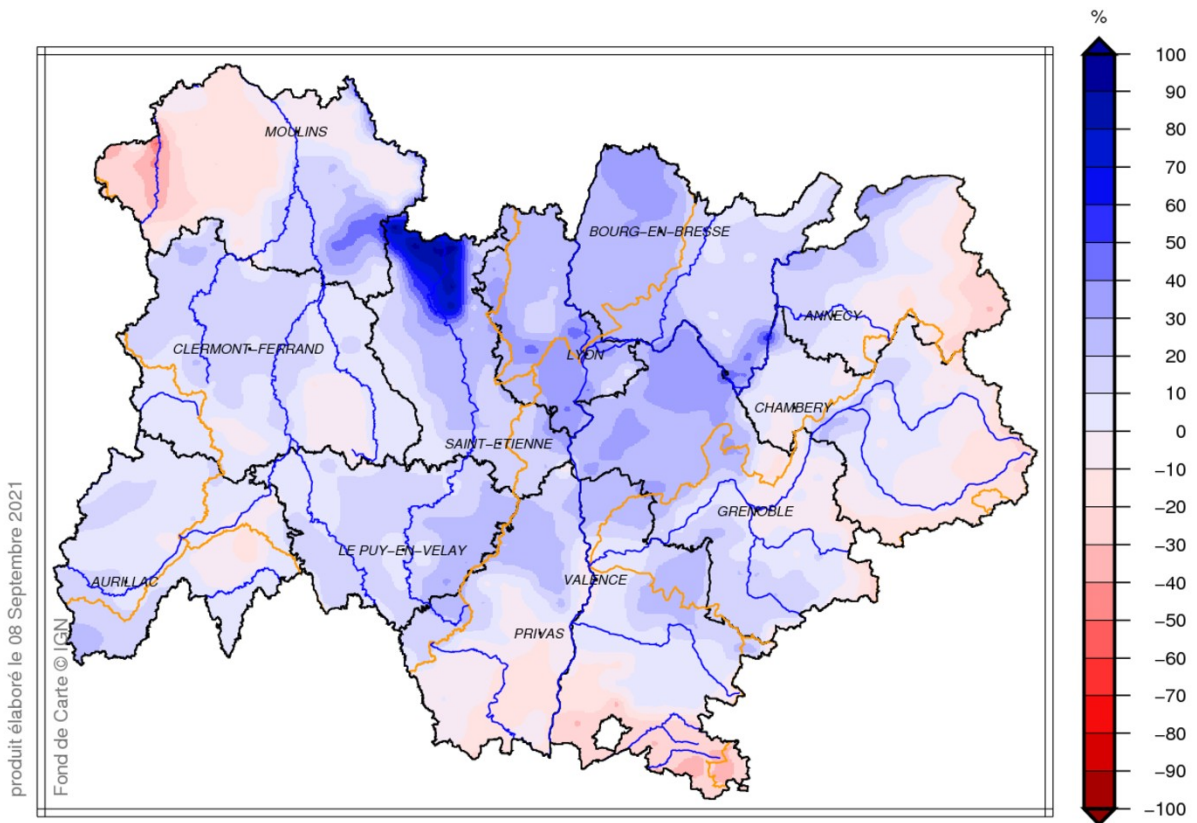 %
100
90
80
70
60
50
40
30
20
10
0
−10
−20
−30
−40
−50
−60
−70
−80
−90
−100
MOULINS
BOURG−EN−BRESSE
ANNECY
CLERMONT−FERRAND
LYON
CHAMBERY
SAINT−ETIENNE
GRENOBLE
LE PUY−EN−VELAY
AURILLAC
VALENCE
PRIVAS
produit élaboré le 08 Septembre 2021
Fond de Carte © IGN